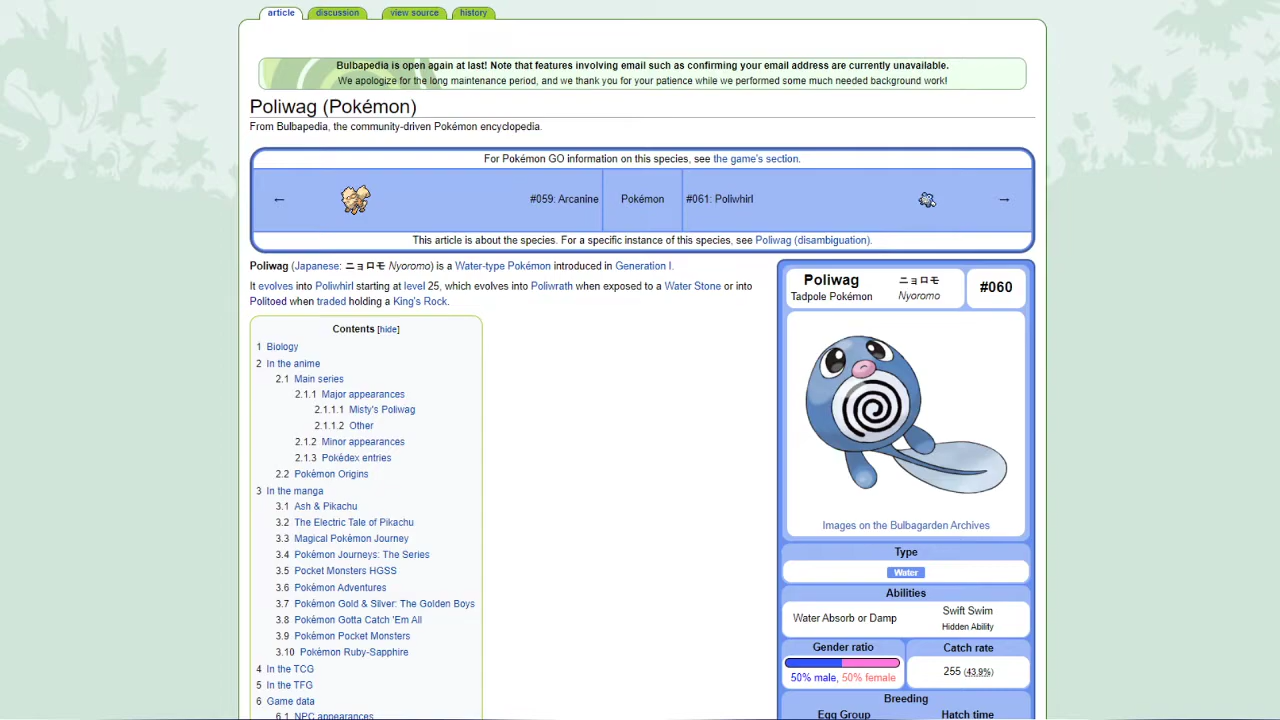 article
discussion
view source
history
Bulbapedia is open again at last! Note that features involving email such as confirming your email address are currently unavailable.
We apologize for the long maintenance period, and we thank you for your patience while we performed some much needed background work!
Poliwag (Pokémon)
From Bulbapedia, the community-driven Pokémon encyclopedia.
For Pokémon GO information on this species, see the game's section.
← #059: Arcanine Pokémon #061: Poliwhirl →
This article is about the species. For a specific instance of this species, see Poliwag (disambiguation).
Poliwag (Japanese: ニョロモ Nyoromo) is a Water-type Pokémon introduced in Generation I.
It evolves into Poliwhirl starting at level 25, which evolves into Poliwrath when exposed to a Water Stone or into
Politoed when traded holding a King's Rock.
Contents [hide]
1 Biology
2 In the anime
2.1 Main series
2.1.1 Major appearances
2.1.1.1 Misty's Poliwag
2.1.1.2 Other
2.1.2 Minor appearances
2.1.3 Pokédex entries
2.2 Pokémon Origins
3 In the manga
3.1 Ash & Pikachu
3.2 The Electric Tale of Pikachu
3.3 Magical Pokémon Journey
3.4 Pokémon Journeys: The Series
3.5 Pocket Monsters HGSS
3.6 Pokémon Adventures
3.7 Pokémon Gold & Silver: The Golden Boys
3.8 Pokémon Gotta Catch 'Em All
3.9 Pokémon Pocket Monsters
3.10 Pokémon Ruby-Sapphire
4 In the TCG
5 In the TFG
6 Game data
6.1 NPC appearances
Poliwag
Tadpole Pokémon
ニョロモ
Nyoromo
#060
Images on the Bulbagarden Archives
Type
Water
Abilities
Water Absorb or Damp
Swift Swim
Hidden Ability
Gender ratio
50% male, 50% female
Catch rate
255 (43.9%)
Breeding
Egg Group
Hatch time